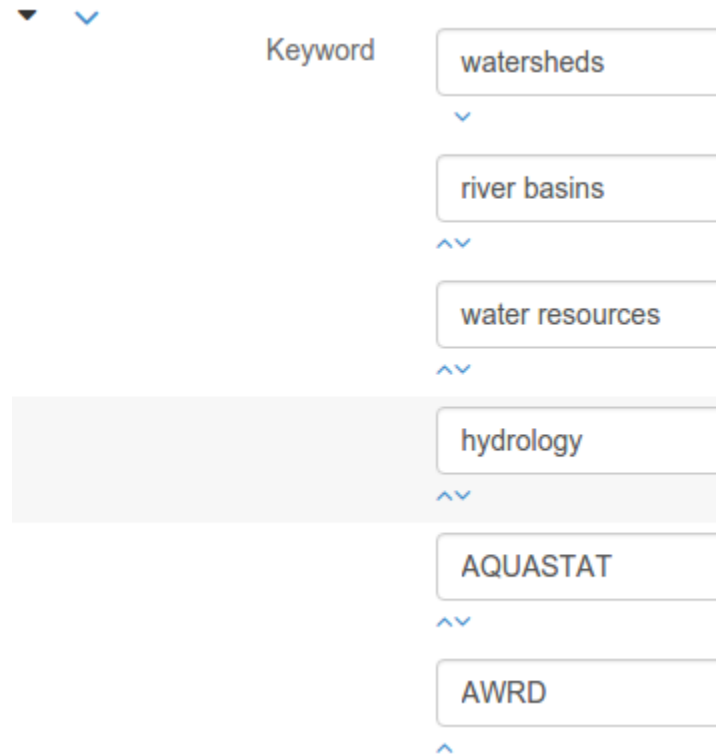 Keyword
watersheds
river basins
water resources
hydrology
AQUASTAT
AWRD